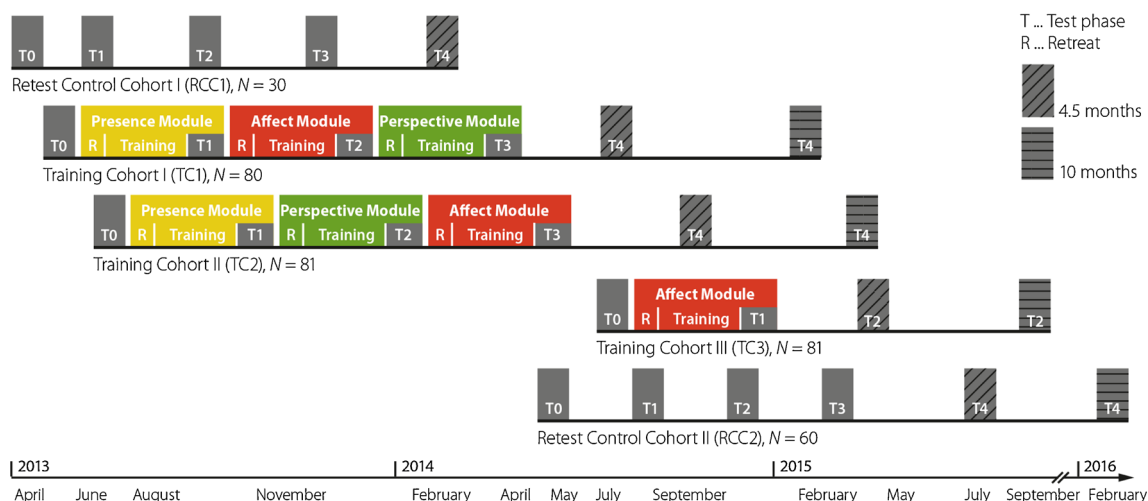 T ... Test phase
R ... Retreat
4.5 months
10 months
T0 T1 T2 T3 T4
Retest Control Cohort I (RCC1), N = 30
Presence Module Affect Module Perspective Module
T0 R Training T1 R Training T2 R Training T3 T4 T4
Training Cohort I (TC1), N = 80
Presence Module Perspective Module Affect Module
T0 R Training T1 R Training T2 R Training T3 T4 T4
Training Cohort II (TC2), N = 81
Affect Module
T0 R Training T1 T2 T2
Training Cohort III (TC3), N = 81
T0 T1 T2 T3 T4 T4
Retest Control Cohort II (RCC2), N = 60
2013 2014 2015 2016
April June August November February April May July September February May July September February